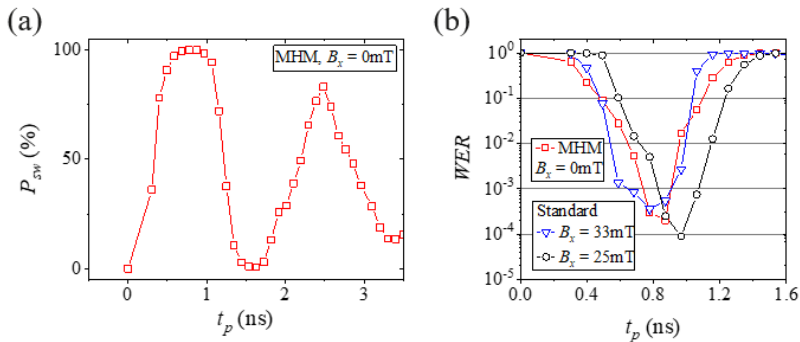 (a)
100
50
0
P_sw (%)
MHM, B_x = 0mT
0 1 2 3
t_p (ns)
(b)
10^0
10^-1
10^-2
10^-3
10^-4
10^-5
WER
MHM
B_x = 0mT
Standard
B_x = 33mT
B_x = 25mT
0.0 0.4 0.8 1.2 1.6
t_p (ns)